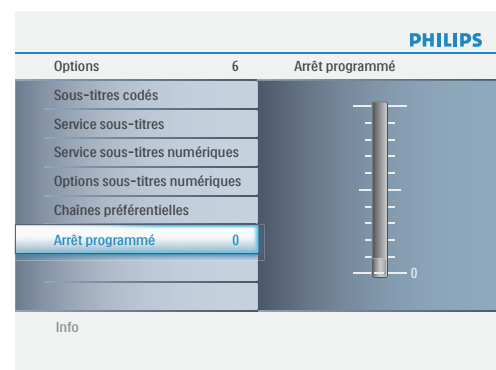 PHILIPS
Options 6 Arrêt programmé
Sous-titres codés
Service sous-titres
Service sous-titres numériques
Options sous-titres numériques
Chaînes préférentielles
Arrêt programmé 0
0
Info